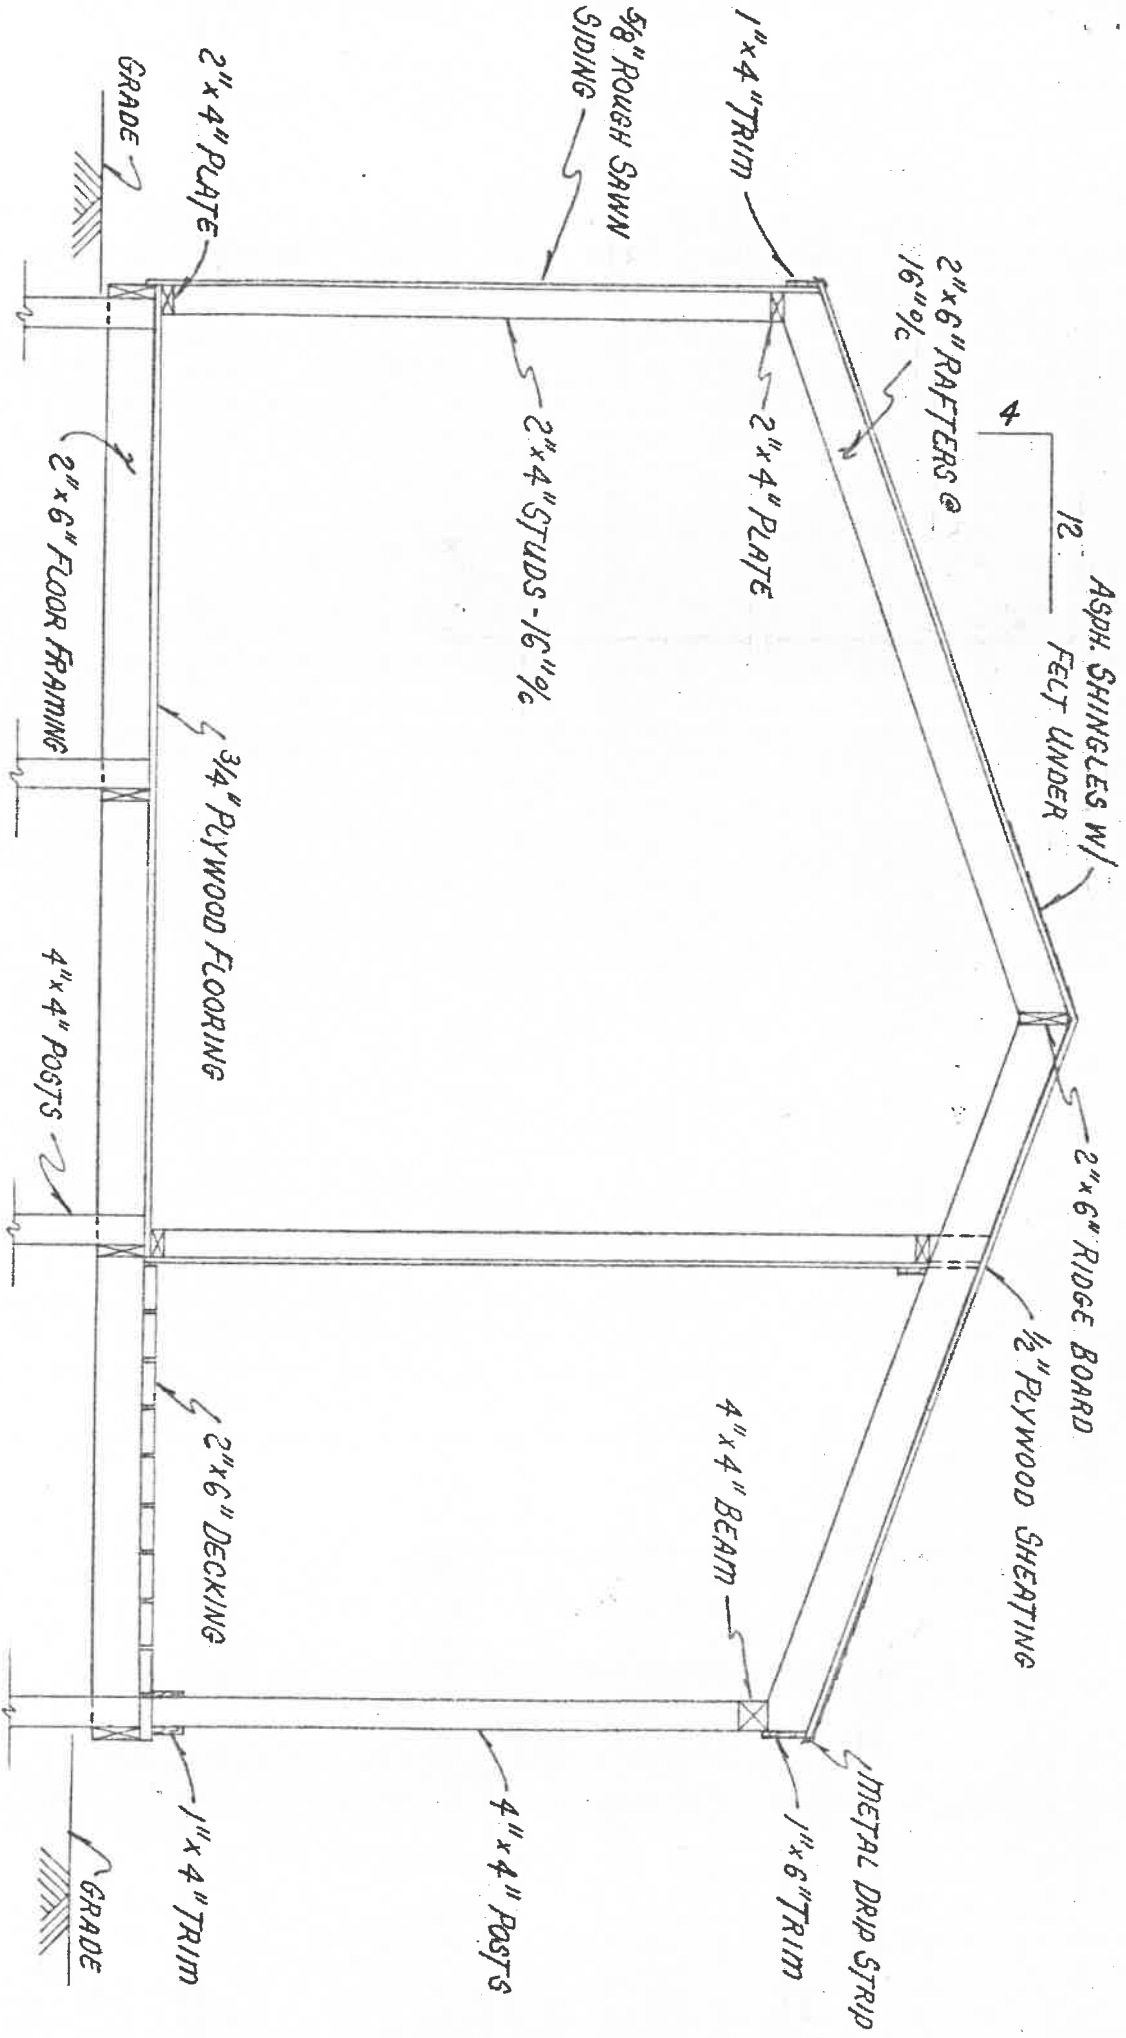 ASPH. SHINGLES W/
FELT UNDER
12
4
2"x6" RAFTERS @
16" o/c
1"x4" TRIM
5/8" ROUGH SAWN
SIDING
2"x4" PLATE
GRADE
2"x4" PLATE
2"x4" STUDS - 16" o/c
3/4" PLYWOOD FLOORING
2"x6" FLOOR FRAMING
4"x4" POSTS
2"x6" RIDGE BOARD
1/2" PLYWOOD SHEATING
4"x4" BEAM
2"x6" DECKING
METAL DRIP STRIP
1"x6" TRIM
4"x4" POSTS
1"x4" TRIM
GRADE